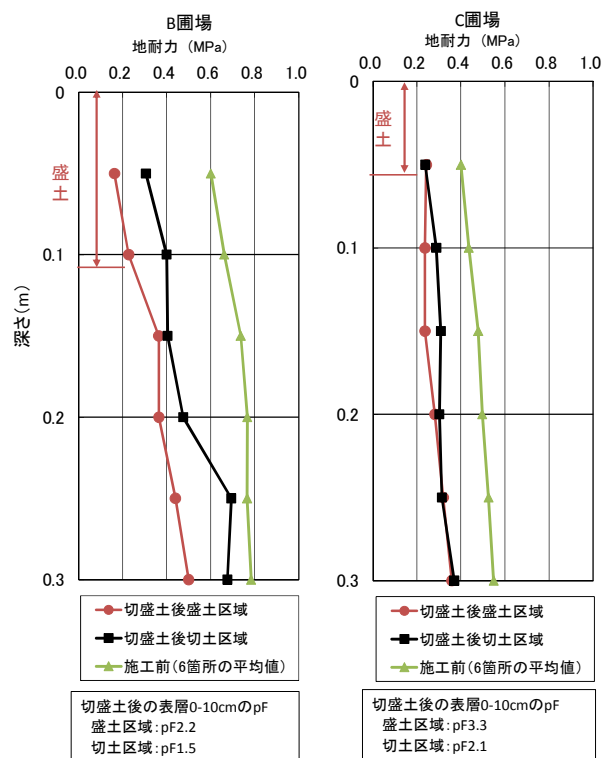 B圃場
地耐力 (MPa)
0.0 0.2 0.4 0.6 0.8 1.0
0
0.1
0.2
0.3
深さ(m)
盛土
切盛土後盛土区域
切盛土後切土区域
施工前(6箇所の平均値)
切盛土後の表層0-10cmのpF
盛土区域:pF2.2
切土区域:pF1.5
C圃場
地耐力 (MPa)
0.0 0.2 0.4 0.6 0.8 1.0
0
0.1
0.2
0.3
盛土
切盛土後盛土区域
切盛土後切土区域
施工前(6箇所の平均値)
切盛土後の表層0-10cmのpF
盛土区域:pF3.3
切土区域:pF2.1